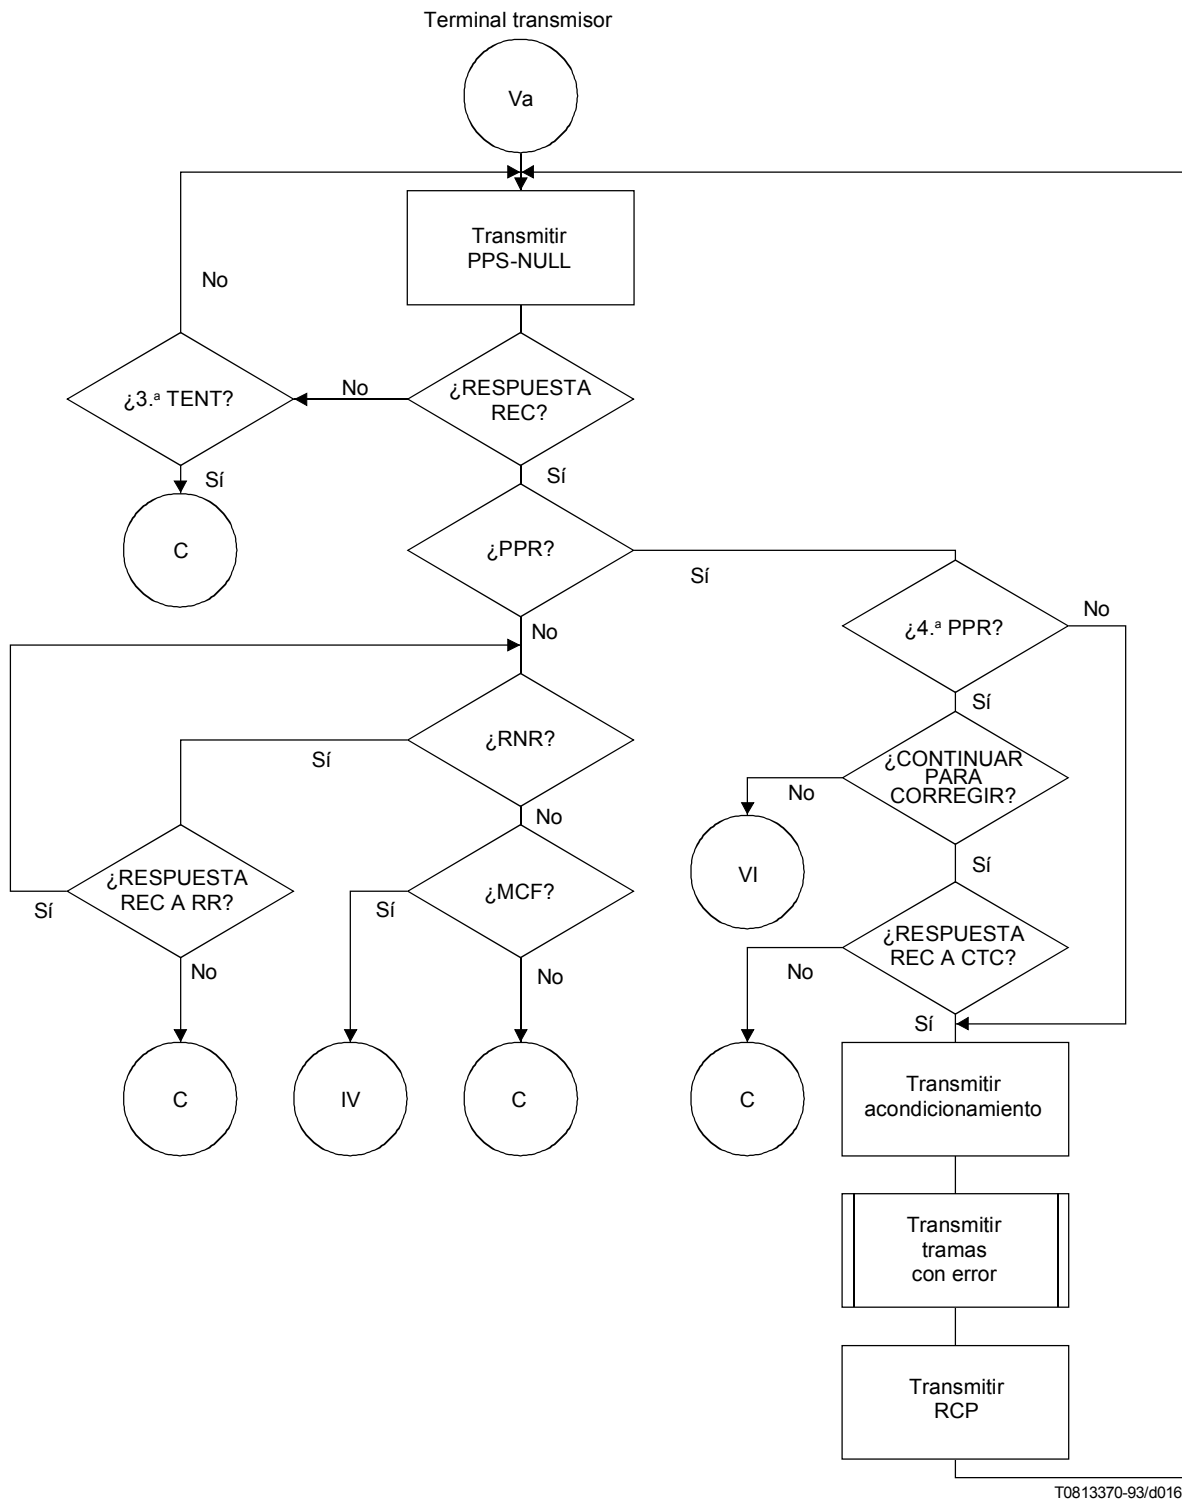 Terminal transmisor
Va
Transmitir
PPS-NULL
No
¿3.ª TENT?
No
¿RESPUESTA
REC?
Sí
Sí
C
¿PPR?
Sí
No
¿4.ª PPR?
No
Sí
¿RNR?
Sí
No
¿CONTINUAR
PARA
CORREGIR?
No
Sí
VI
¿RESPUESTA
REC A RR?
Sí
No
¿MCF?
Sí
No
¿RESPUESTA
REC A CTC?
No
Sí
C
IV
C
C
Transmitir
acondicionamiento
Transmitir
tramas
con error
Transmitir
RCP
T0813370-93/d016